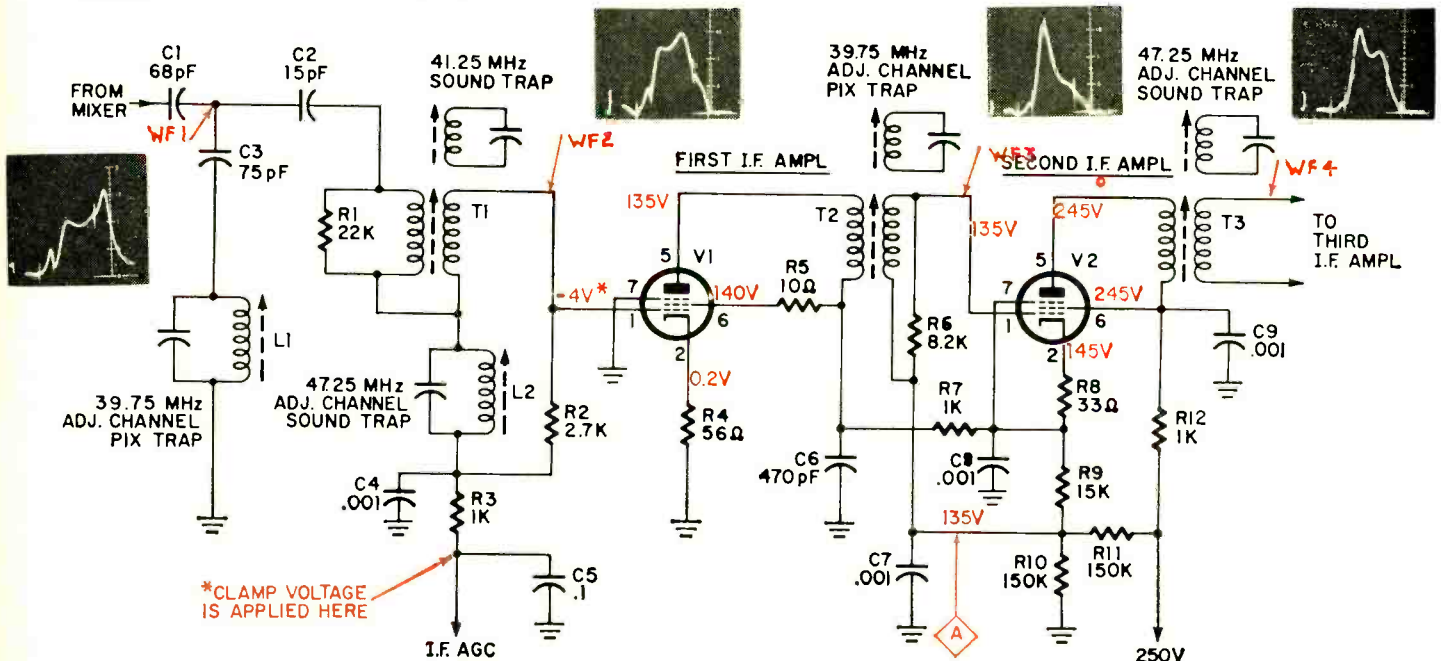 FROM
MIXER
C1
68pF
WF1
C2
15pF
C3
75pF
L1
39.75 MHz
ADJ. CHANNEL
PIX TRAP
41.25 MHz
SOUND TRAP
R1
22K
T1
WF2
47.25 MHz
ADJ. CHANNEL
SOUND TRAP
L2
R2
2.7K
C4
.001
R3
1K
*CLAMP VOLTAGE
IS APPLIED HERE
C5
.1
I.F. AGC
FIRST I.F. AMPL
135V
5
V1
-4V*
7
1
140V
6
2
0.2V
R4
56Ω
R5
10Ω
T2
39.75 MHz
ADJ. CHANNEL
PIX TRAP
WF3
SECOND I.F. AMPL
R6
8.2K
135V
245V
5
V2
7
1
245V
6
2
145V
R7
1K
R8
33Ω
C6
470pF
C8
.001
R9
15K
135V
C7
.001
A
R10
150K
R11
150K
R12
1K
C9
.001
250V
47.25 MHz
ADJ. CHANNEL
SOUND TRAP
T3
WF4
TO
THIRD
I.F. AMPL